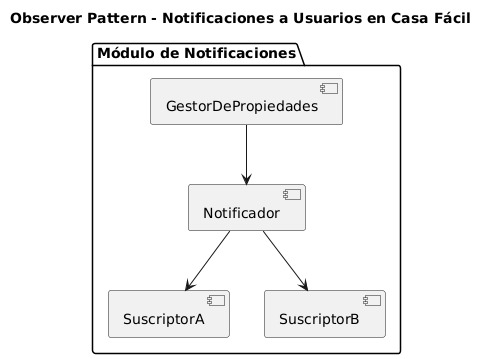 Observer Pattern - Notificaciones a Usuarios en Casa Fácil
Módulo de Notificaciones
GestorDePropiedades
Notificador
SuscriptorA
SuscriptorB